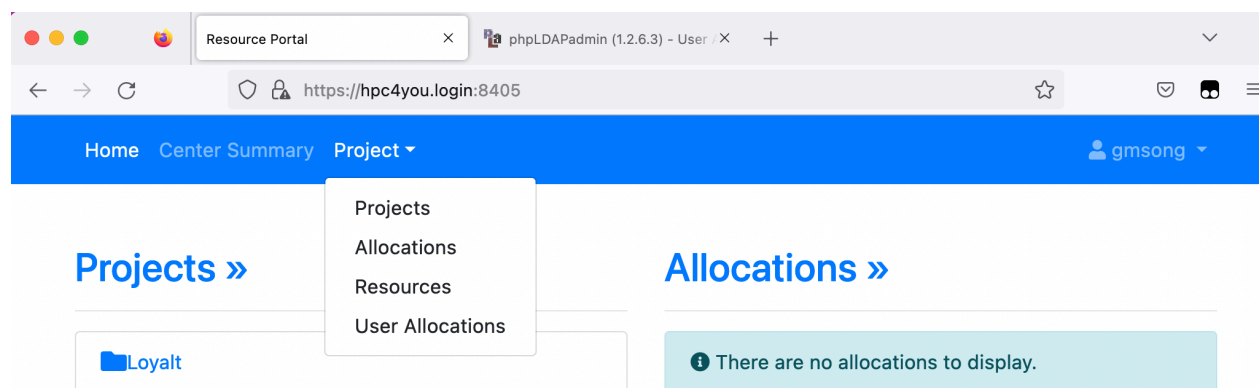 Resource Portal
phpLDAPadmin (1.2.6.3) - User
https://hpc4you.login:8405
Home Center Summary Project gmsong
Projects
Allocations
Resources
User Allocations
Projects »
Allocations »
Loyalt
There are no allocations to display.